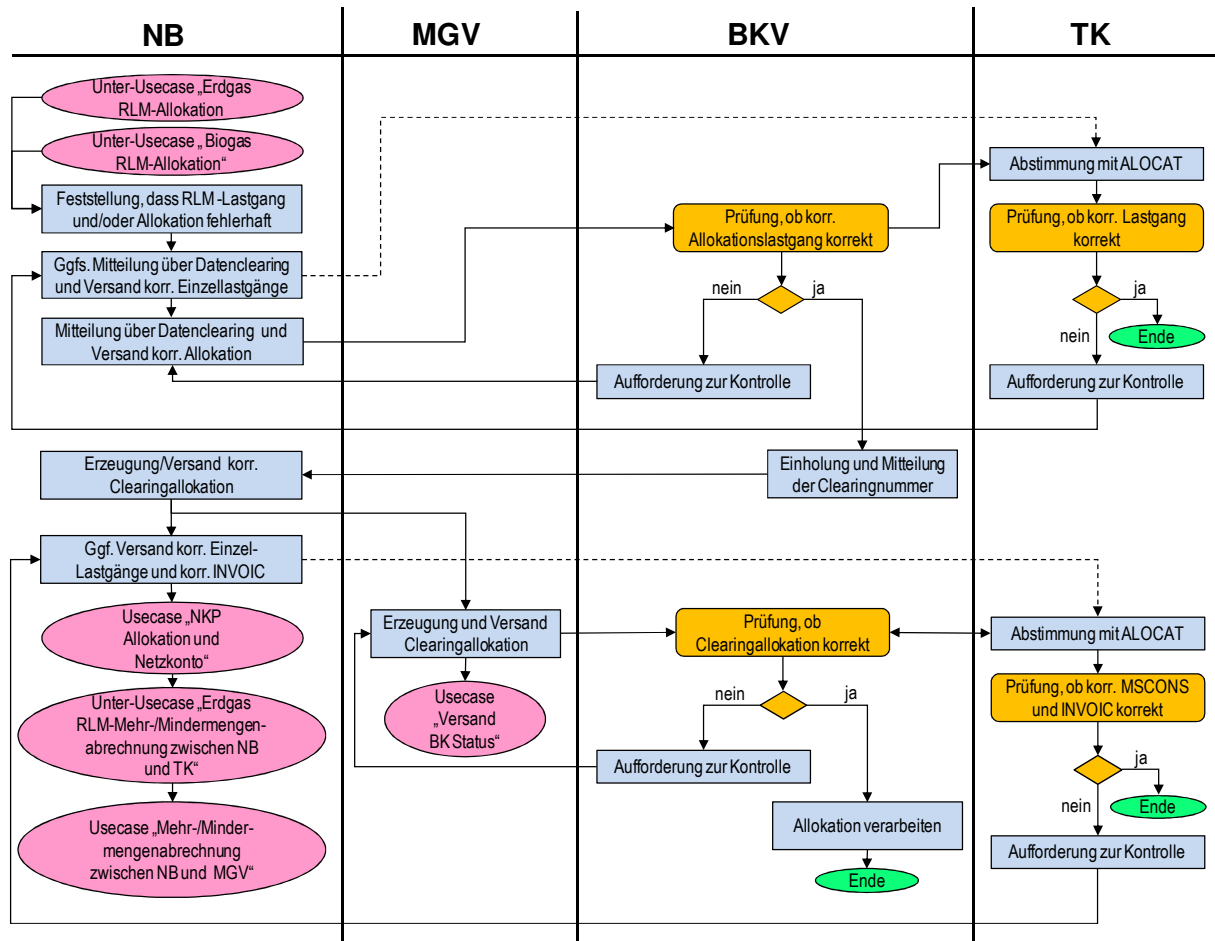 NB
MGV
BKV
TK
Unter-Usecase „Erdgas
RLM-Allokation
Unter-Usecase „Biogas
RLM-Allokation“
Feststellung, dass RLM-Lastgang
und/oder Allokation fehlerhaft
Ggfs. Mitteilung über Datenclearing
und Versand korr. Einzellastgänge
Mitteilung über Datenclearing und
Versand korr. Allokation
Prüfung, ob korr.
Allokationslastgang korrekt
nein
ja
Aufforderung zur Kontrolle
Abstimmung mit ALOCAT
Prüfung, ob korr. Lastgang
korrekt
ja
nein
Ende
Aufforderung zur Kontrolle
Einholung und Mitteilung
der Clearingnummer
Erzeugung/Versand korr.
Clearingallokation
Ggf. Versand korr. Einzel-
Lastgänge und korr. INVOIC
Usecase „NKP
Allokation und
Netzkonto“
Unter-Usecase „Erdgas
RLM-Mehr-/Mindermengen-
abrechnung zwischen NB
und TK“
Usecase „Mehr-/Minder-
mengenabrechnung
zwischen NB und MGV“
Erzeugung und Versand
Clearingallokation
Usecase
„Versand
BK Status“
Prüfung, ob
Clearingallokation korrekt
nein
ja
Aufforderung zur Kontrolle
Allokation verarbeiten
Ende
Abstimmung mit ALOCAT
Prüfung, ob korr. MSCONS
und INVOIC korrekt
ja
nein
Ende
Aufforderung zur Kontrolle